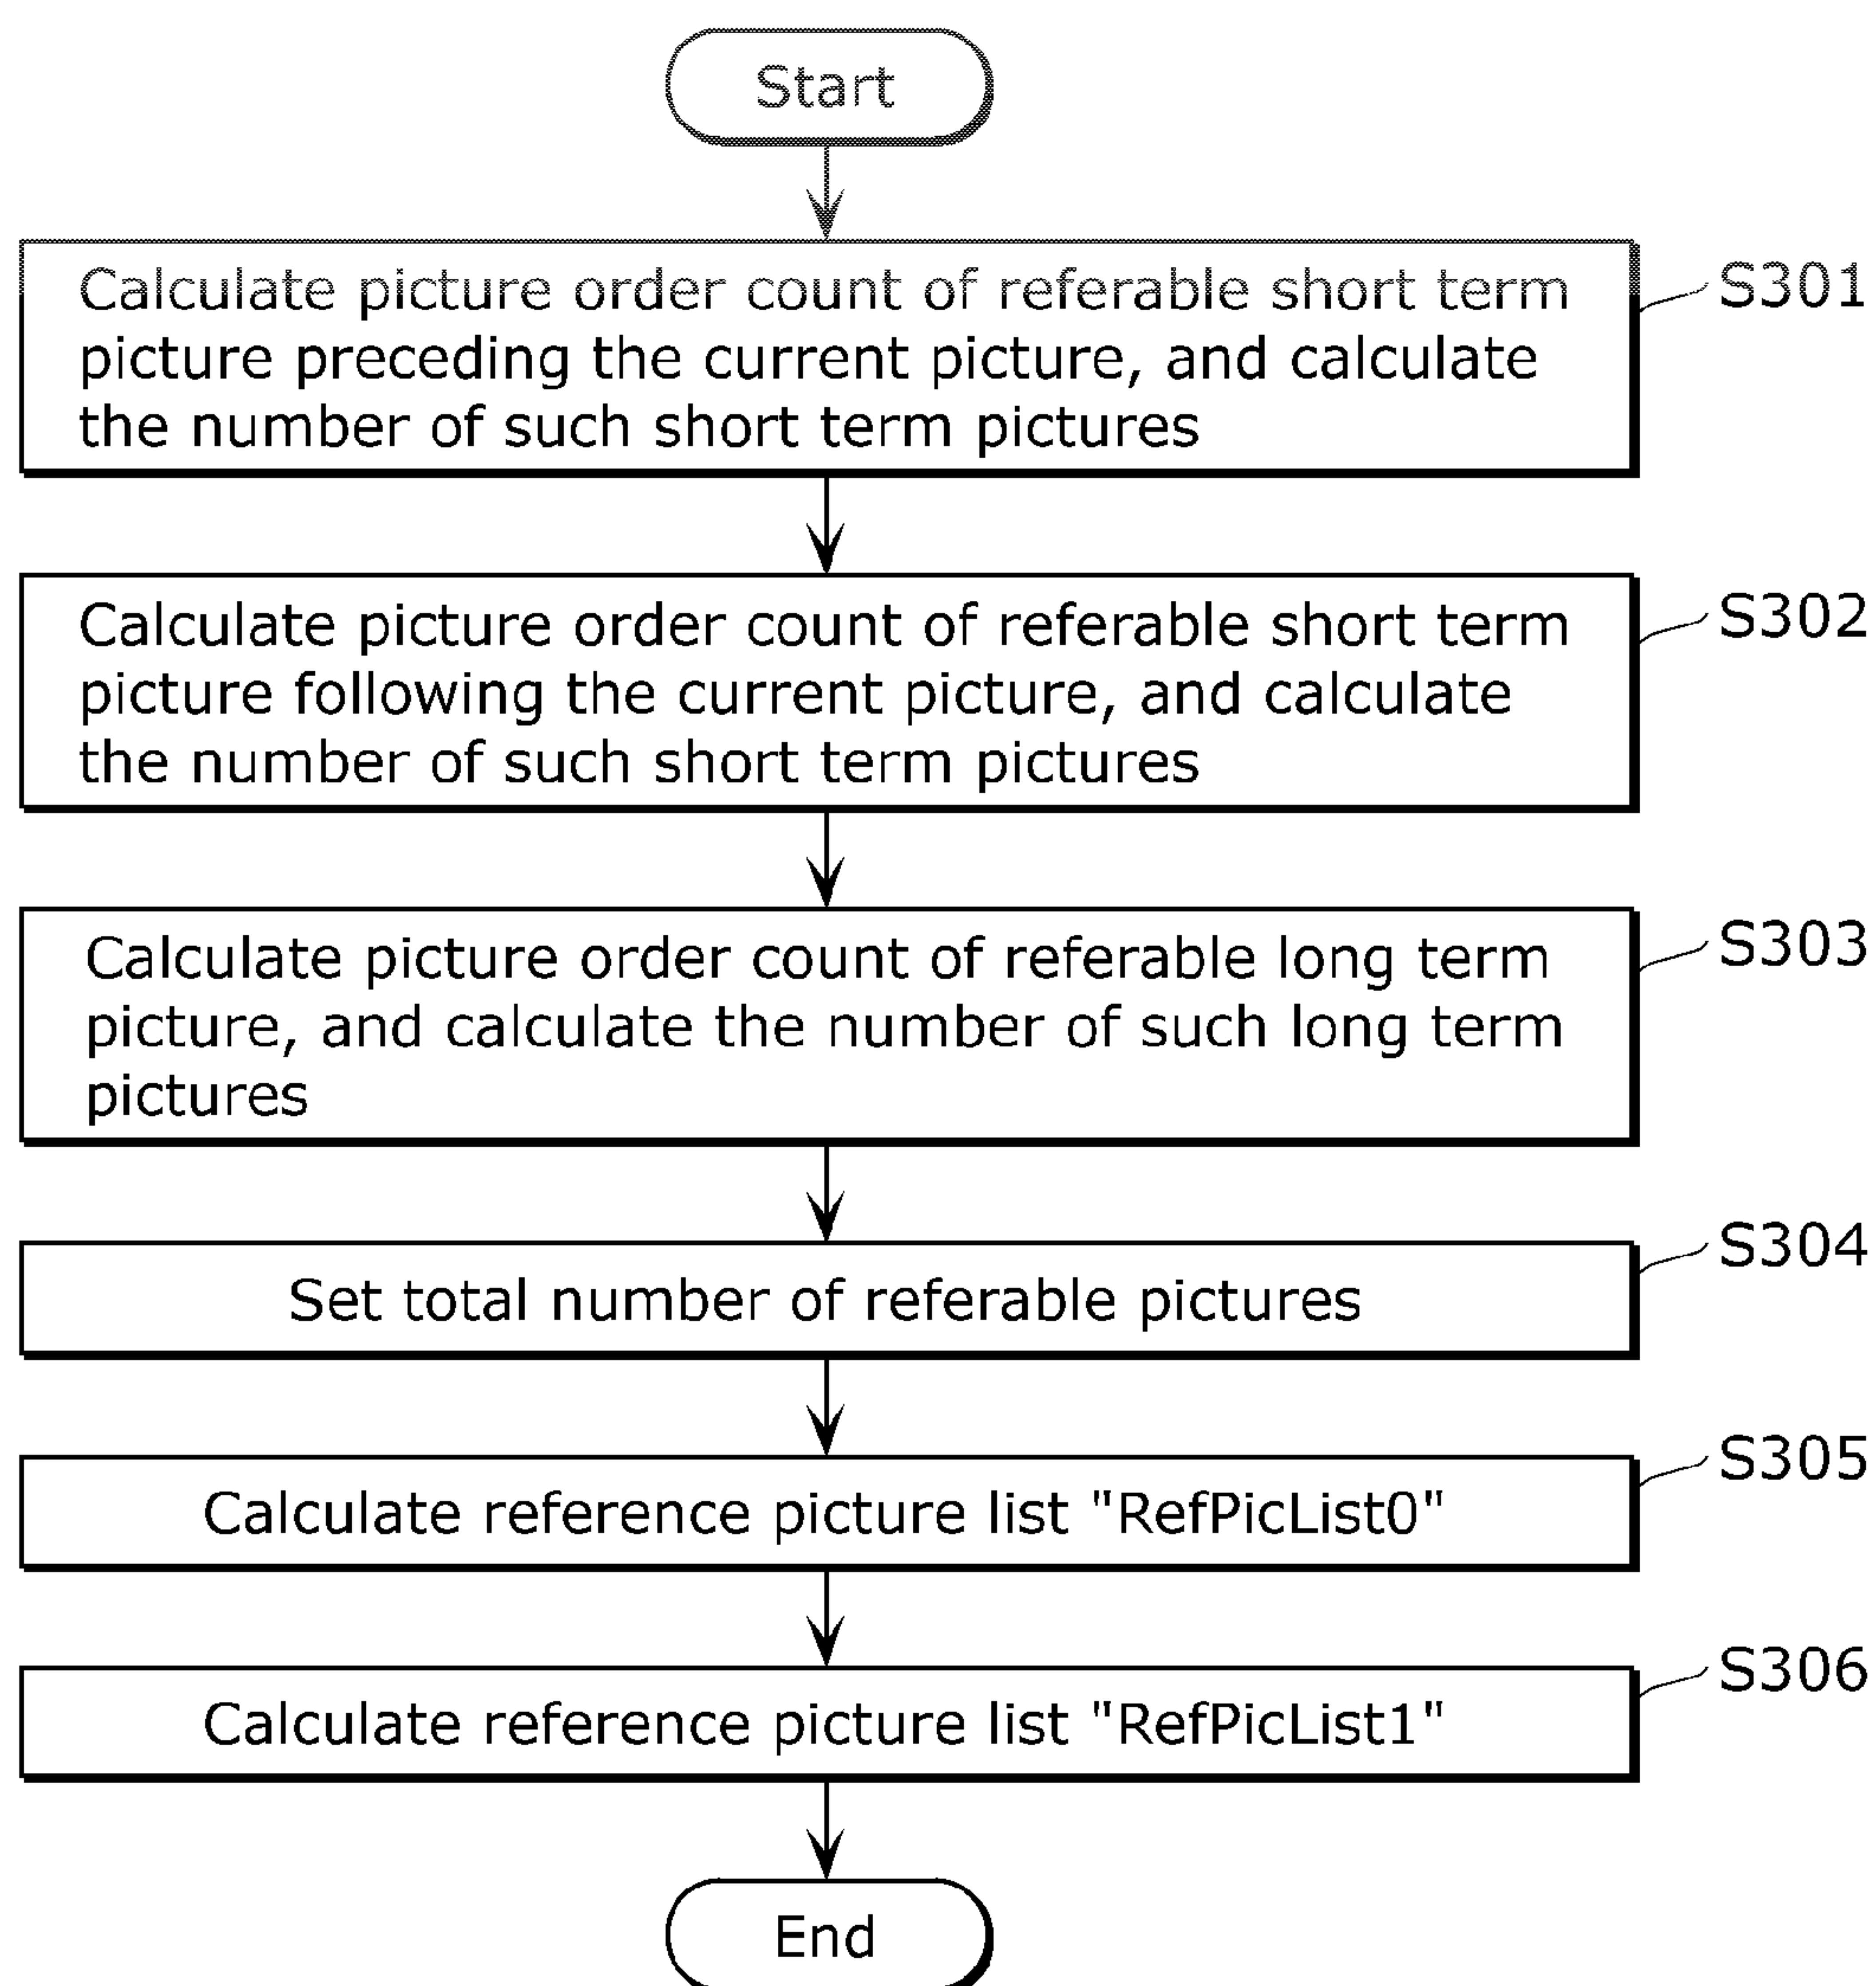 Start
Calculate picture order count of referable short term
picture preceding the current picture, and calculate
the number of such short term pictures
S301
Calculate picture order count of referable short term
picture following the current picture, and calculate
the number of such short term pictures
S302
Calculate picture order count of referable long term
picture, and calculate the number of such long term
pictures
S303
Set total number of referable pictures
S304
Calculate reference picture list "RefPicList0"
S305
Calculate reference picture list "RefPicList1"
S306
End